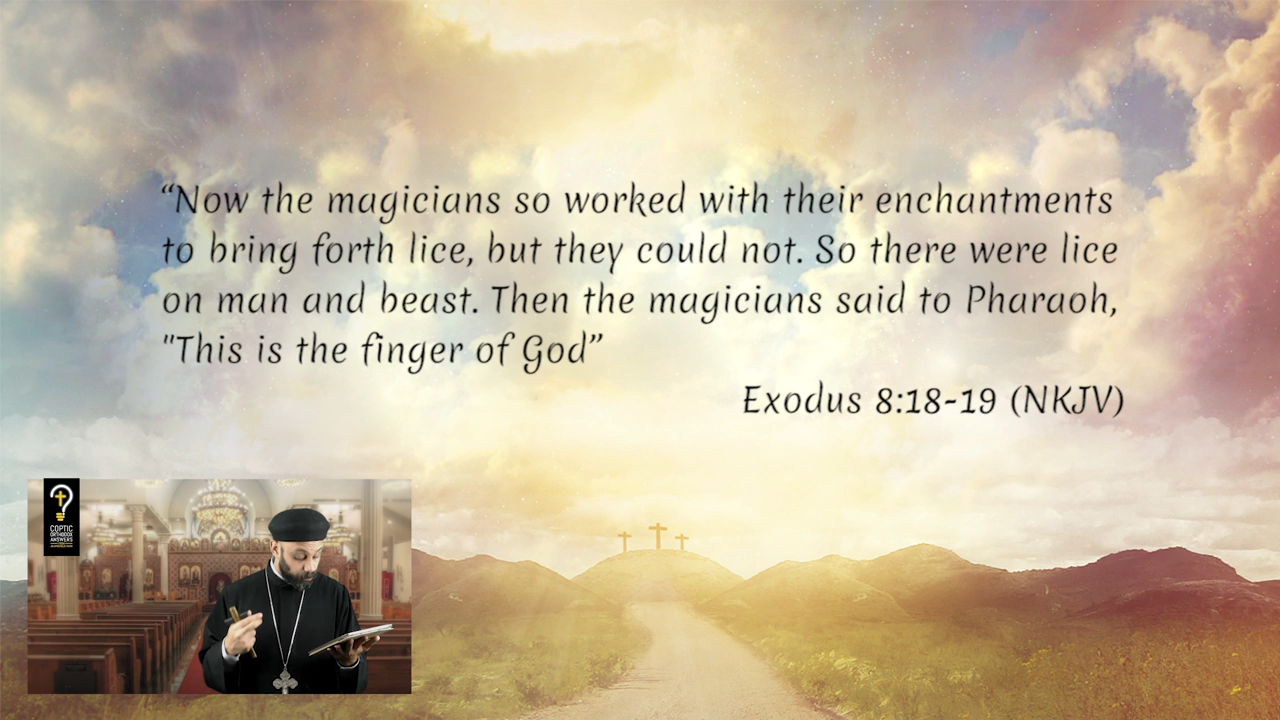 “Now the magicians so worked with their enchantments
to bring forth lice, but they could not. So there were lice
on man and beast. Then the magicians said to Pharaoh,
"This is the finger of God”
Exodus 8:18-19 (NKJV)
COPTIC
ORTHODOX
ANSWERS